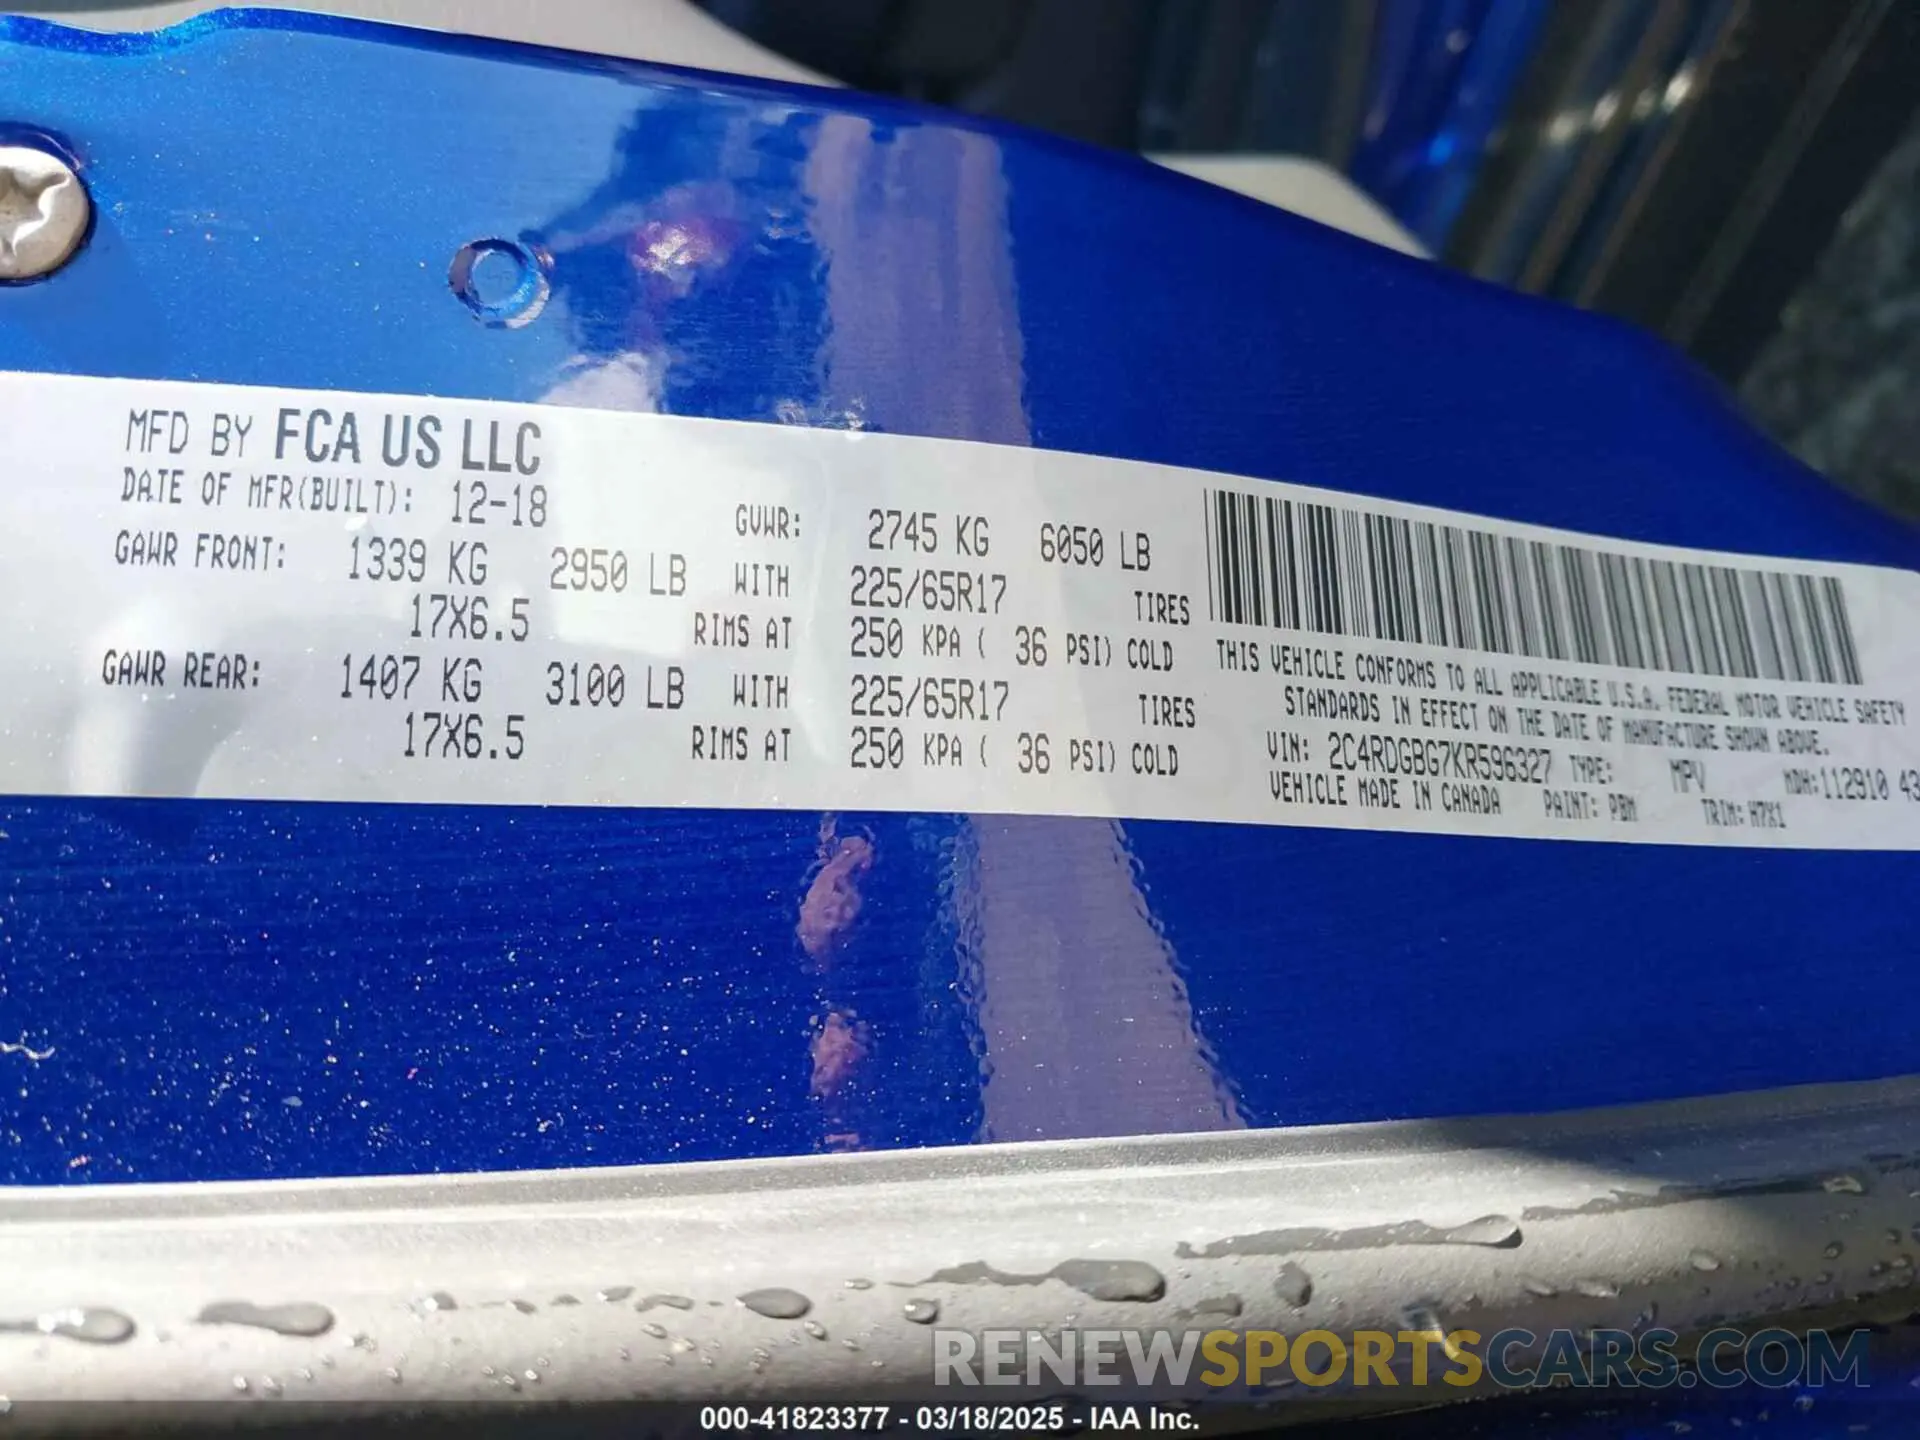 MFD BY FCA US LLC
DATE OF MFR(BUILT): 12-18 GVWR: 2745 KG 6050 LB
GAWR FRONT: 1339 KG 2950 LB WITH 225/65R17 TIRES
17X6.5 RIMS AT 250 KPA ( 36 PSI) COLD
GAWR REAR: 1407 KG 3100 LB WITH 225/65R17 TIRES
17X6.5 RIMS AT 250 KPA ( 36 PSI) COLD
THIS VEHICLE CONFORMS TO ALL APPLICABLE U.S.A. FEDERAL MOTOR VEHICLE SAFETY
STANDARDS IN EFFECT ON THE DATE OF MANUFACTURE SHOWN ABOVE.
VIN: 2C4RDGBG7KR596327 TYPE: MPV MDH:112910 43
VEHICLE MADE IN CANADA PAINT: PBM TRIM: H7X1
RENEWSPORTSCARS.COM
000-41823377 - 03/18/2025 - IAA Inc.